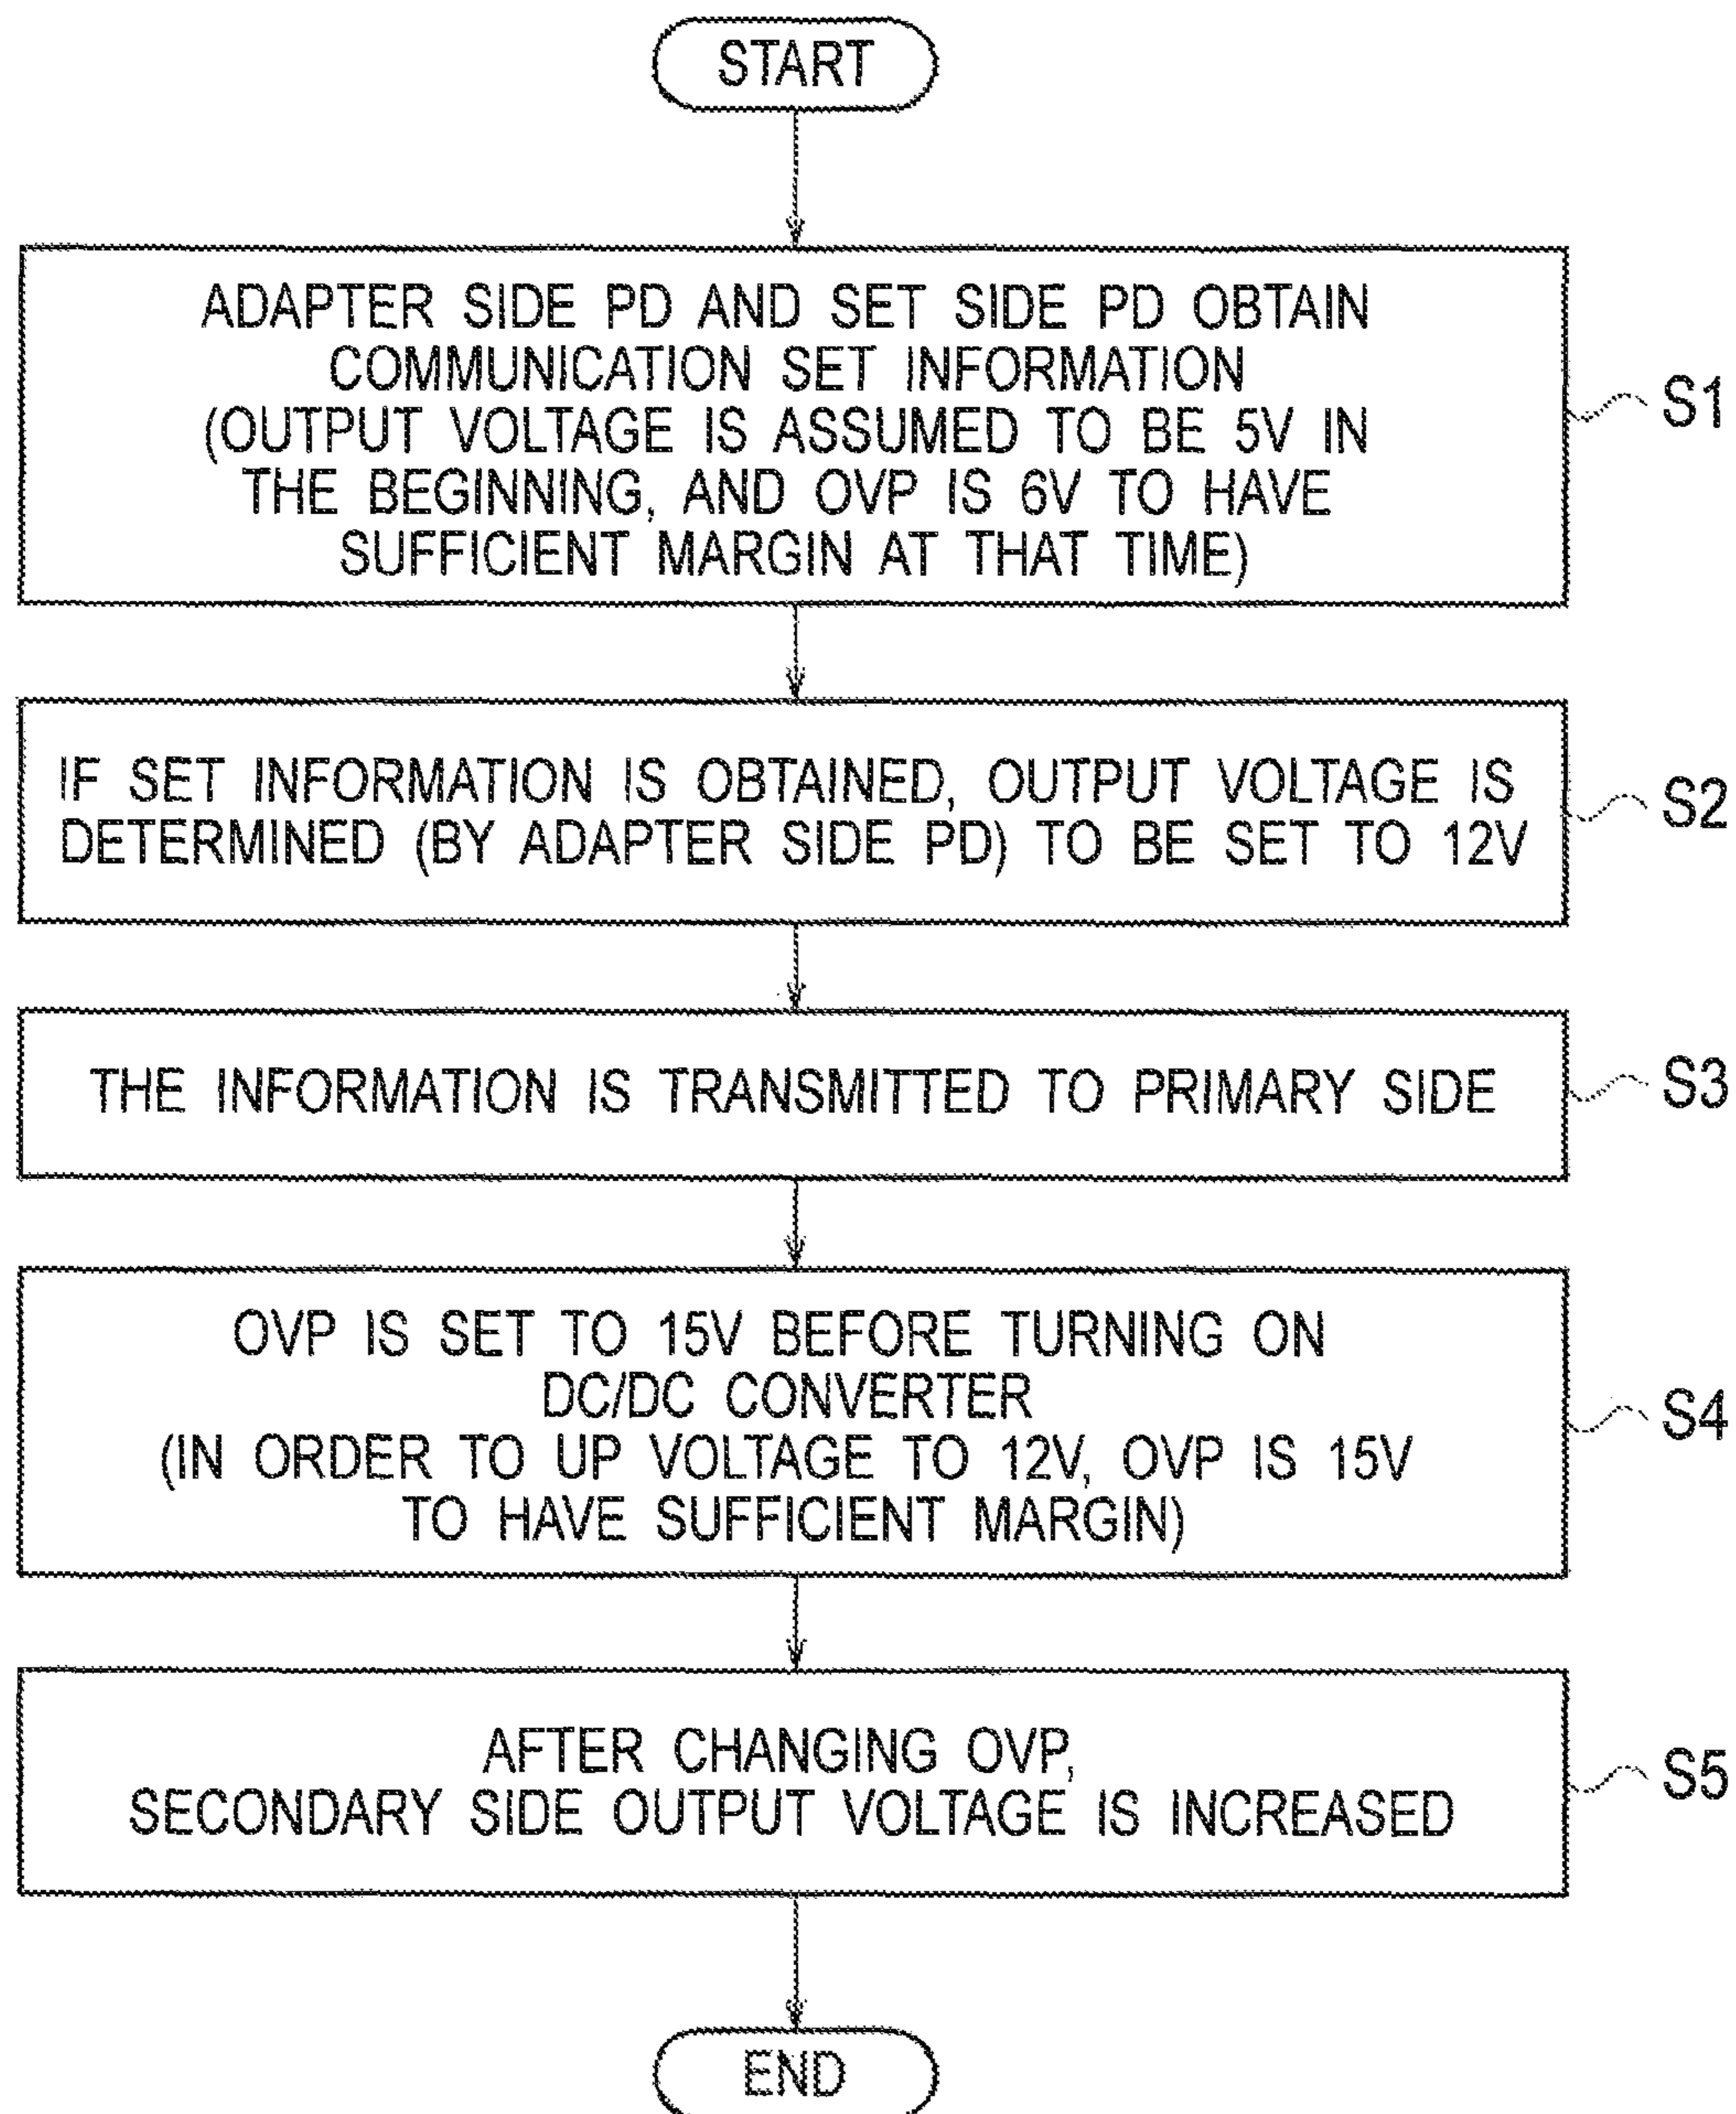 START
ADAPTER SIDE PD AND SET SIDE PD OBTAIN
COMMUNICATION SET INFORMATION
(OUTPUT VOLTAGE IS ASSUMED TO BE 5V IN
THE BEGINNING, AND OVP IS 6V TO HAVE
SUFFICIENT MARGIN AT THAT TIME)
S1
IF SET INFORMATION IS OBTAINED, OUTPUT VOLTAGE IS
DETERMINED (BY ADAPTER SIDE PD) TO BE SET TO 12V
S2
THE INFORMATION IS TRANSMITTED TO PRIMARY SIDE
S3
OVP IS SET TO 15V BEFORE TURNING ON
DC/DC CONVERTER
(IN ORDER TO UP VOLTAGE TO 12V, OVP IS 15V
TO HAVE SUFFICIENT MARGIN)
S4
AFTER CHANGING OVP,
SECONDARY SIDE OUTPUT VOLTAGE IS INCREASED
S5
END